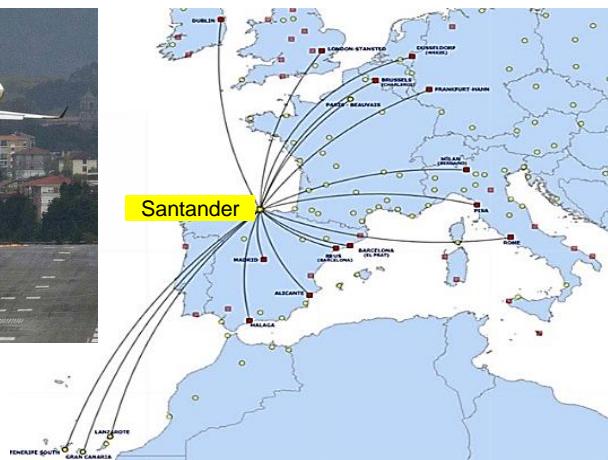 DUBLIN
LONDON-STANSTED
DUSSELDORF
(WEEZE)
BRUSSELS
(CHARLEROI)
FRANKFURT-HAHN
PARIS - BEAUVAIS
MILAN
(BERGAMO)
Santander
PISA
ROME
BARCELONA
(EL PRAT)
REUS
(BARCELONA)
MADRID
ALICANTE
MALAGA
LANZAROTE
TENERIFE SOUTH
GRAN CANARIA